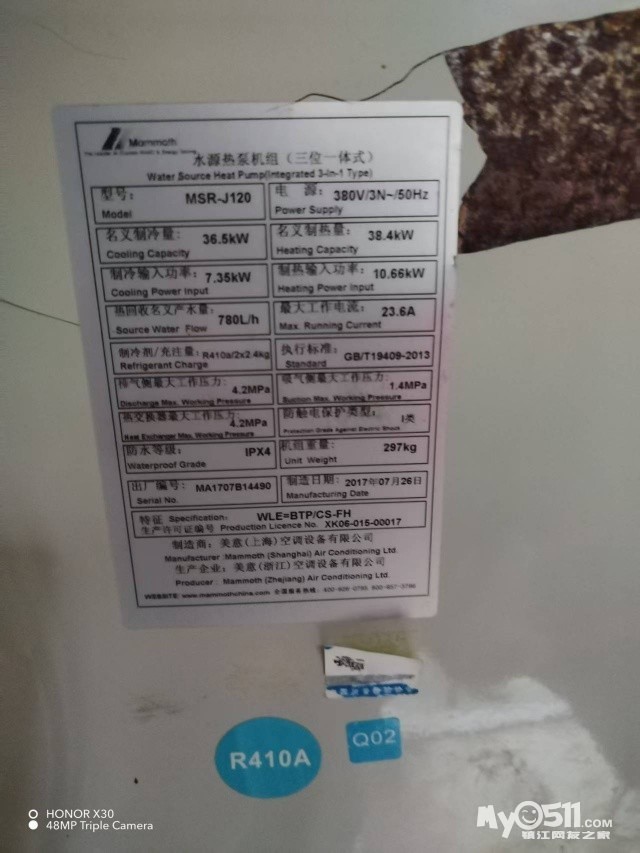 Mammoth
水源热泵机组（三位一体式）
Water Source Heat Pump(Integrated 3-in-1 Type)
型号: MSR-J120 电 源: 380V/3N~/50Hz
Model Power Supply
名义制冷量: 36.5kW 名义制热量: 38.4kW
Cooling Capacity Heating Capacity
制冷输入功率: 7.35kW 制热输入功率: 10.66kW
Cooling Power Input Heating Power Input
热回收名义产水量: 780L/h 最大工作电流: 23.6A
Source Water Flow Max. Running Current
制冷剂/充注量: R410a/2x2.4kg 执行标准: GB/T19409-2013
Refrigerant Charge Standard
排气侧最大工作压力: 4.2MPa 吸气侧最大工作压力: 1.4MPa
Discharge Max. Working Pressure Suction Max. Working Pressure
热交换器最大工作压力: 4.2MPa 防触电保护类型: I类
Heat Exchanger Max. Working Pressure Protection Grade Against Electric Shock
防水等级: IPX4 机组重量: 297kg
Waterproof Grade Unit Weight
出厂编号: MA1707B14490 制造日期: 2017年07月26日
Serial No. Manufacturing Date
特征 Specification: WLE=BTP/CS-FH
生产许可证编号 Production Licence No. XK06-015-00017
制造商: 美意(上海)空调设备有限公司
Manufacturer Mammoth (Shanghai) Air Conditioning Ltd.
生产企业: 美意(浙江)空调设备有限公司
Producer: Mammoth (Zhejiang) Air Conditioning Ltd.
WEBSITE: www.mammothchina.com 全国服务热线:
R410A
Q02
HONOR X30
48MP Triple Camera
MyO511.com
镇江网友之家